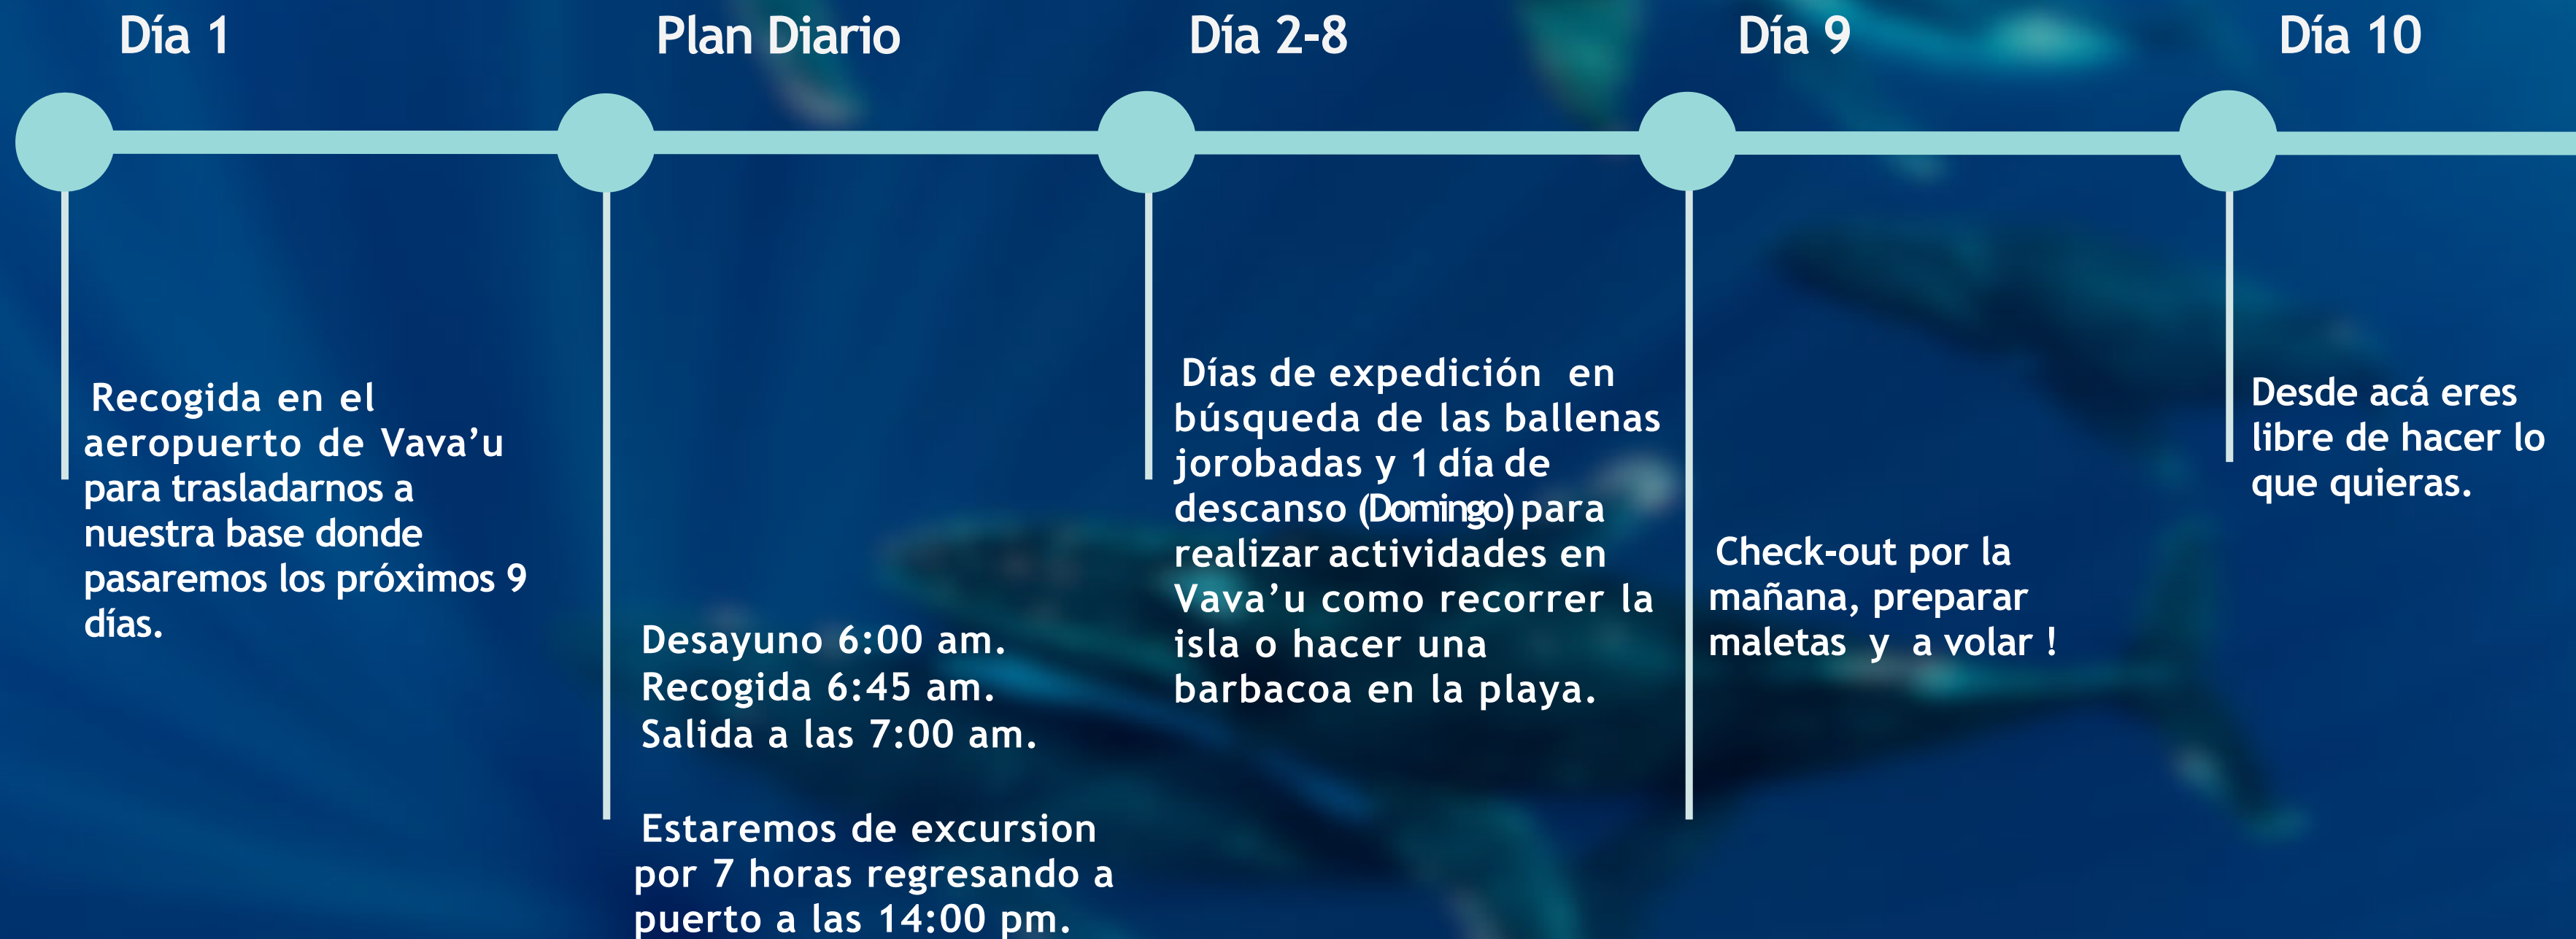 Día 1
Recogida en el
aeropuerto de Vava’u
para trasladarnos a
nuestra base donde
pasaremos los próximos 9
días.
Plan Diario
Desayuno 6:00 am.
Recogida 6:45 am.
Salida a las 7:00 am.
Estaremos de excursion
por 7 horas regresando a
puerto a las 14:00 pm.
Día 2-8
Días de expedición en
búsqueda de las ballenas
jorobadas y 1 día de
descanso (Domingo) para
realizar actividades en
Vava’u como recorrer la
isla o hacer una
barbacoa en la playa.
Día 9
Check-out por la
mañana, preparar
maletas y a volar !
Día 10
Desde acá eres
libre de hacer lo
que quieras.